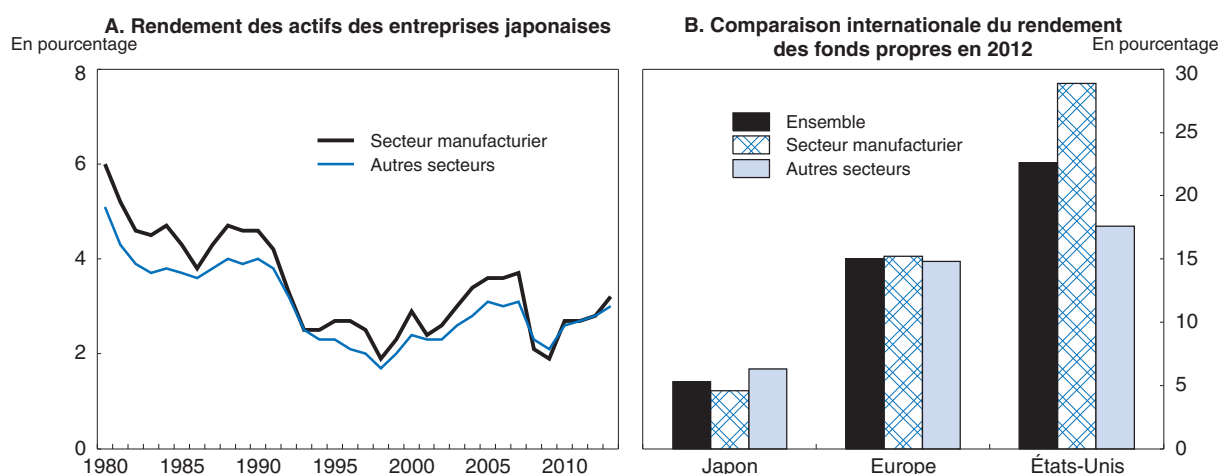 A. Rendement des actifs des entreprises japonaises
En pourcentage
8
6
4
2
0
Secteur manufacturier
Autres secteurs
1980 1985 1990 1995 2000 2005 2010
B. Comparaison internationale du rendement
des fonds propres en 2012
En pourcentage
30
25
20
15
10
5
0
Ensemble
Secteur manufacturier
Autres secteurs
Japon Europe États-Unis